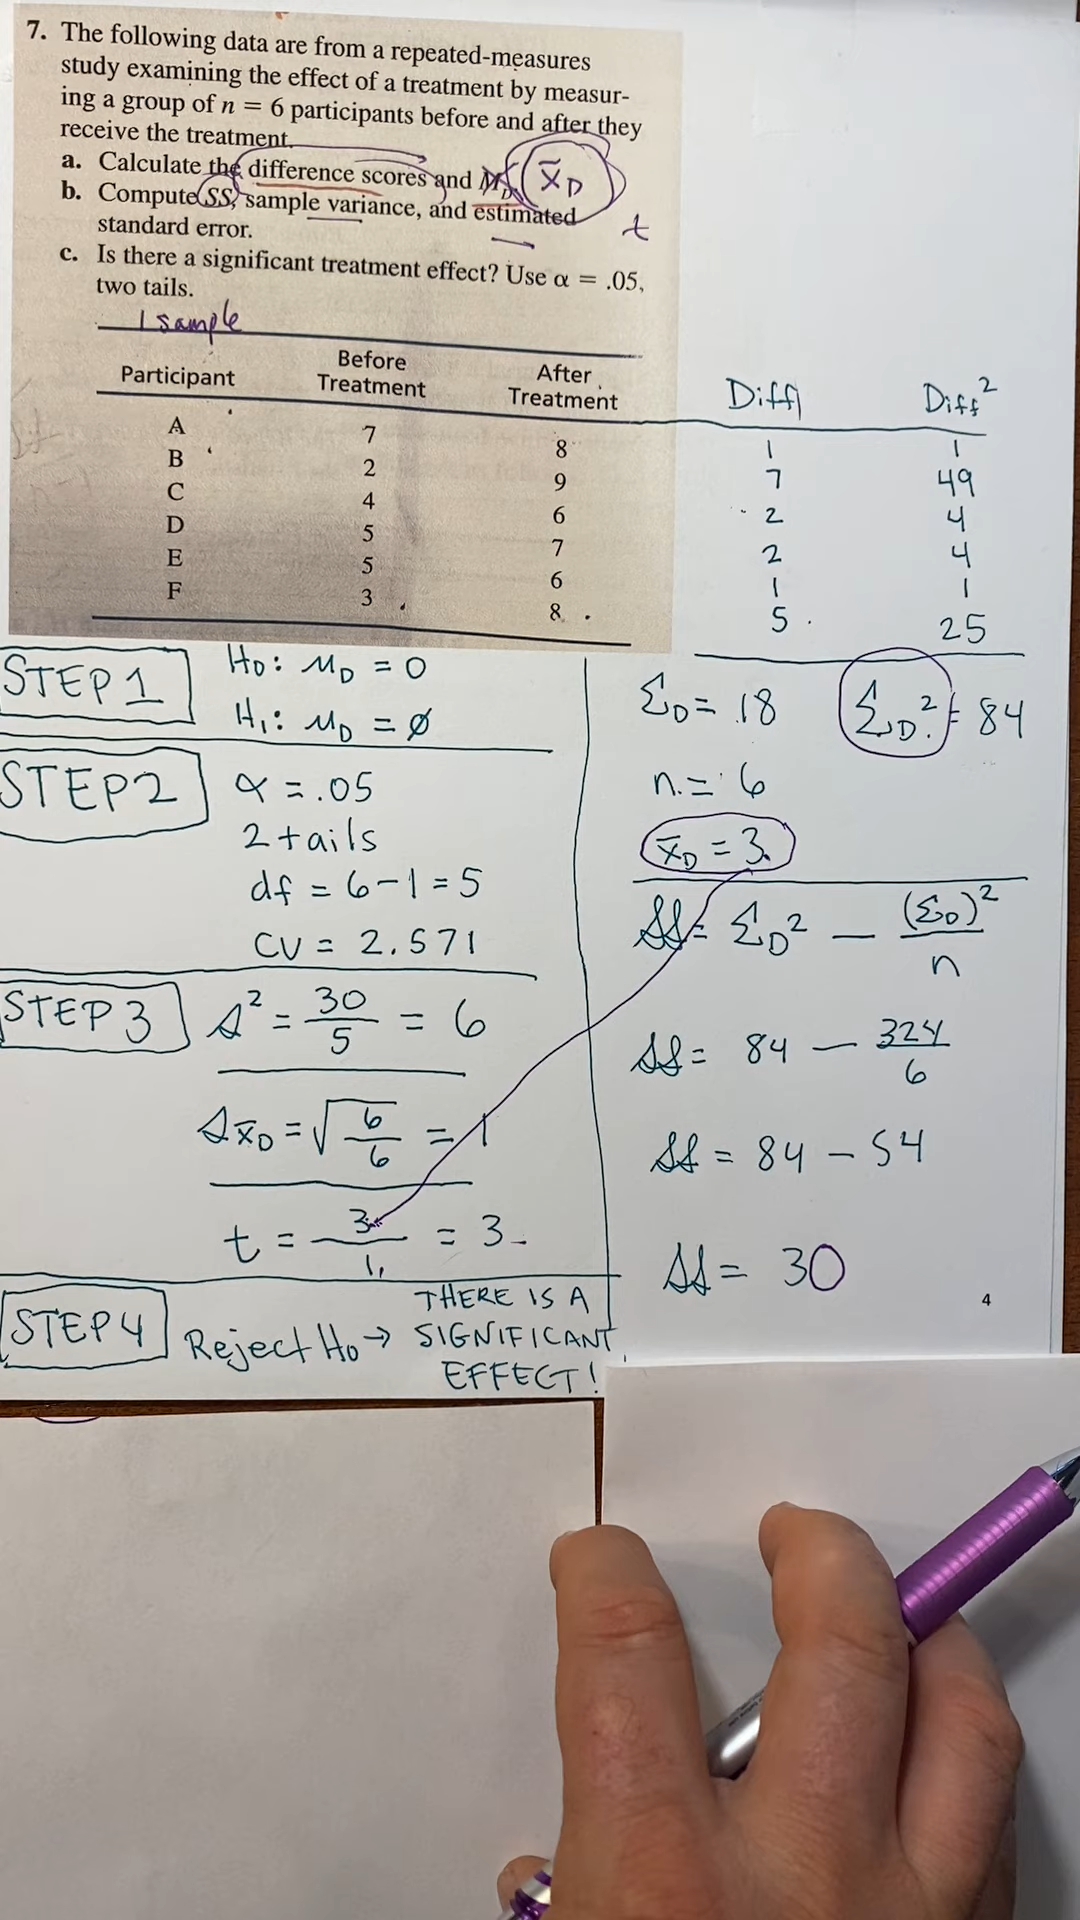 7. The following data are from a repeated-measures
study examining the effect of a treatment by measur-
ing a group of n = 6 participants before and after they
receive the treatment.
a. Calculate the difference scores and M_D. (x̄_D)
b. Compute SS, sample variance, and estimated
standard error.
t
c. Is there a significant treatment effect? Use α = .05,
two tails.
1 sample
Participant Before Treatment After Treatment Diff Diff²
A 7 8 1 1
B 2 9 7 49
C 4 6 2 4
D 5 7 2 4
E 5 6 1 1
F 3 8 5 25
STEP 1
H₀: μ_D = 0
H₁: μ_D = Ø
STEP 2
α = .05
2 tails
df = 6-1 = 5
CV = 2.571
STEP 3
s² = 30/5 = 6
s x̄_D = √6/6 = 1
t = 3/1 = 3
STEP 4
Reject H₀ → THERE IS A
SIGNIFICANT
EFFECT!
Σ_D = 18 Σ_D² = 84
n = 6
x̄_D = 3
SS = Σ_D² - (Σ_D)²/n
SS = 84 - 324/6
SS = 84 - 54
SS = 30
4